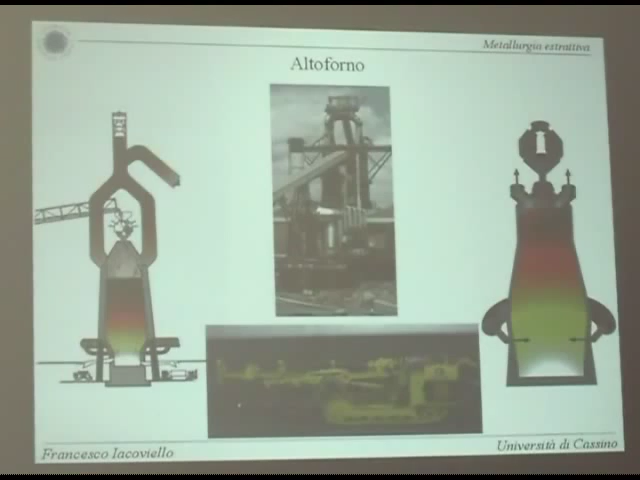 Metallurgia estrattiva
Altoforno
Francesco Iacoviello
Università di Cassino